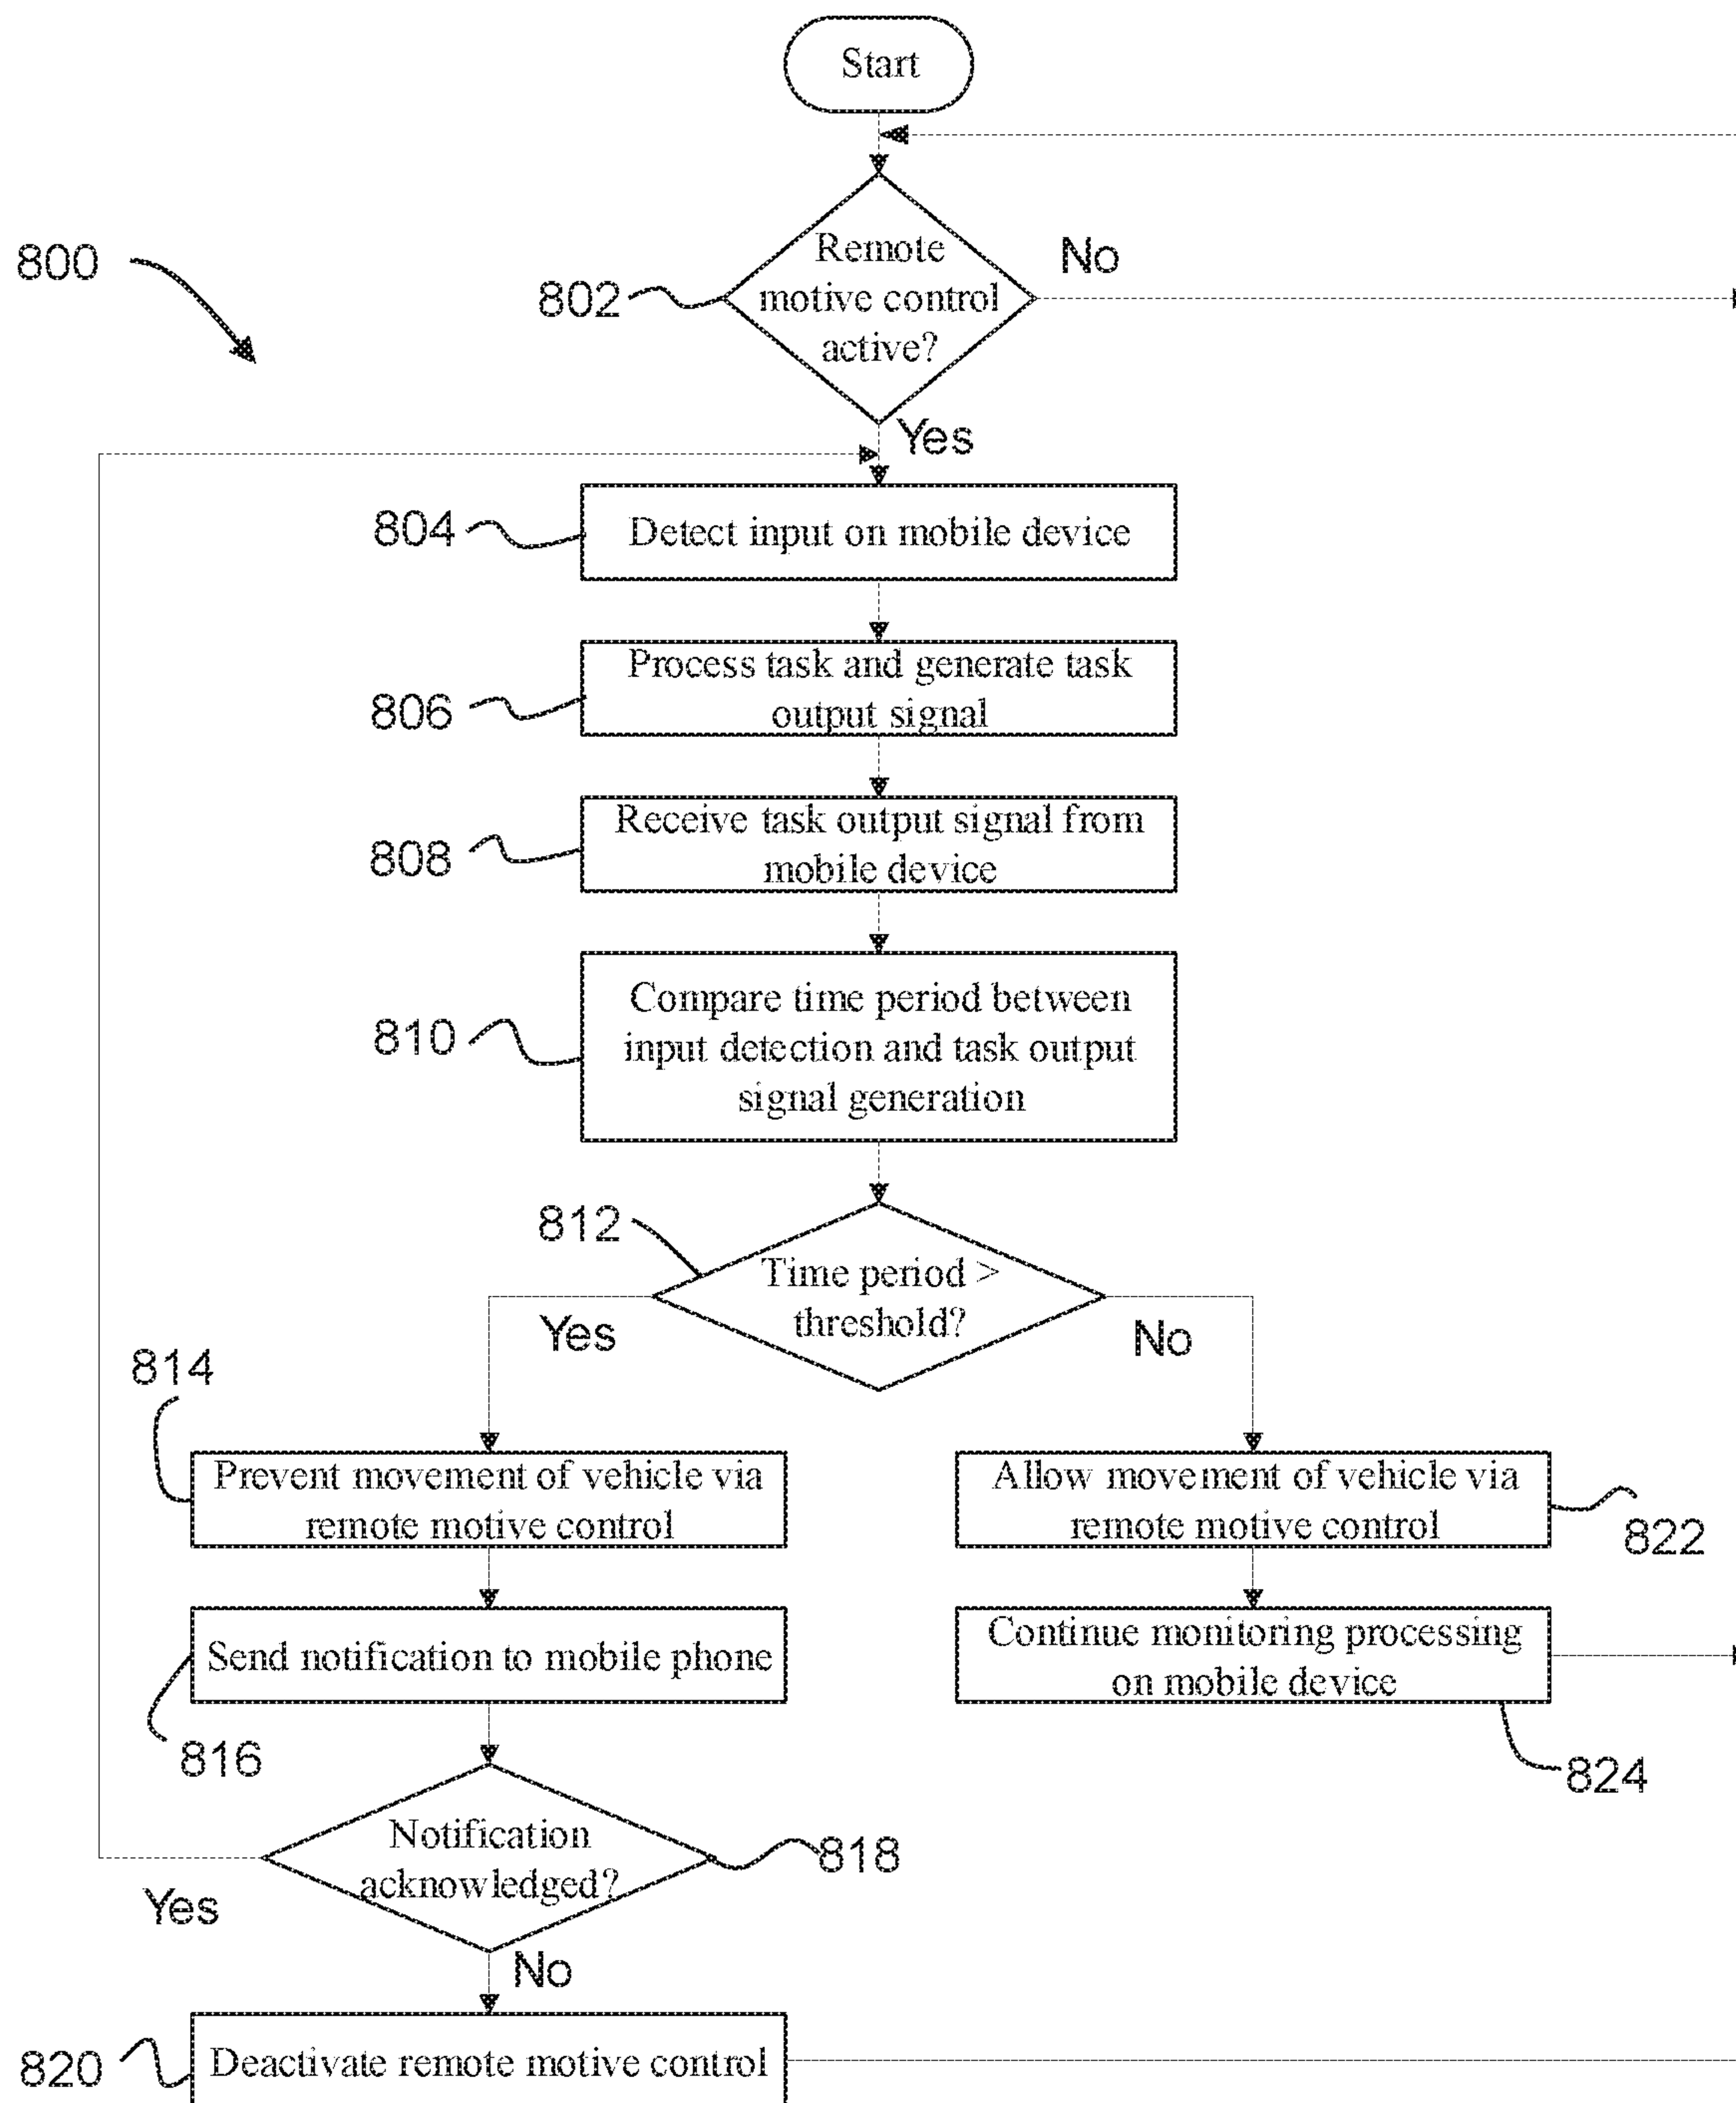 Start
800
802
Remote
motive control
active?
No
Yes
804
Detect input on mobile device
806
Process task and generate task
output signal
808
Receive task output signal from
mobile device
810
Compare time period between
input detection and task output
signal generation
812
Time period >
threshold?
Yes
No
814
Prevent movement of vehicle via
remote motive control
Allow movement of vehicle via
remote motive control
822
Send notification to mobile phone
816
Continue monitoring processing
on mobile device
824
Notification
acknowledged?
818
Yes
No
820
Deactivate remote motive control